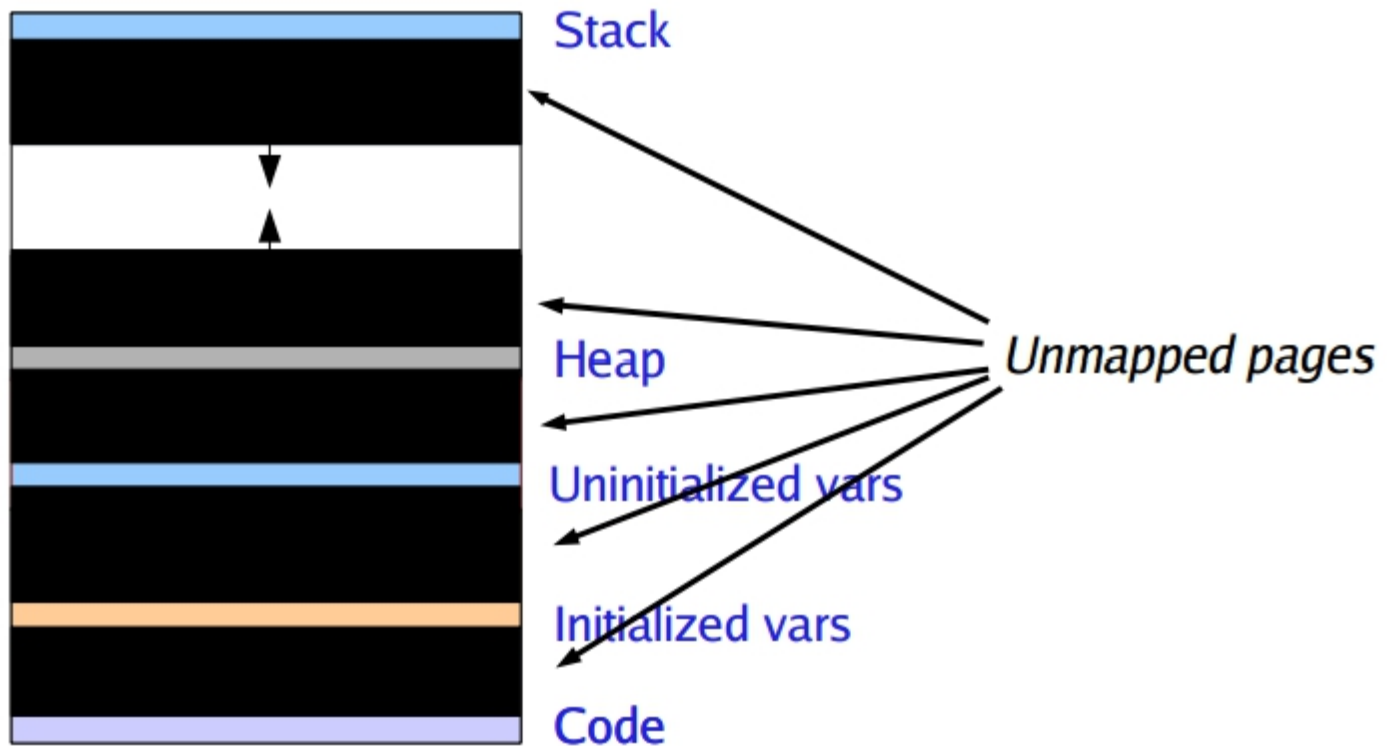 Stack
Heap
Unmapped pages
Uninitialized vars
Initialized vars
Code